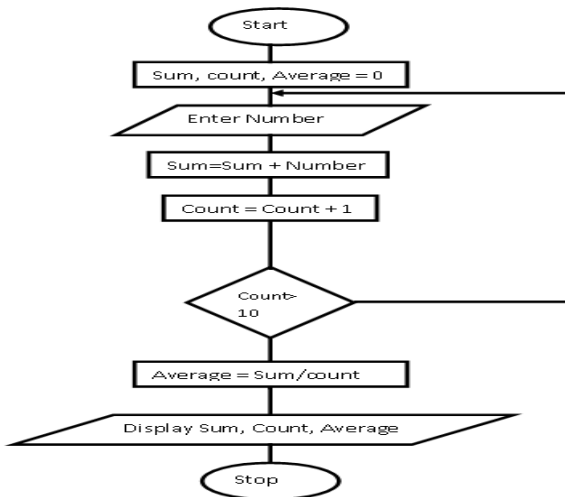 Start
Sum, count, Average = 0
Enter Number
Sum=Sum + Number
Count = Count + 1
Count>
10
Average = Sum/count
Display Sum, Count, Average
Stop